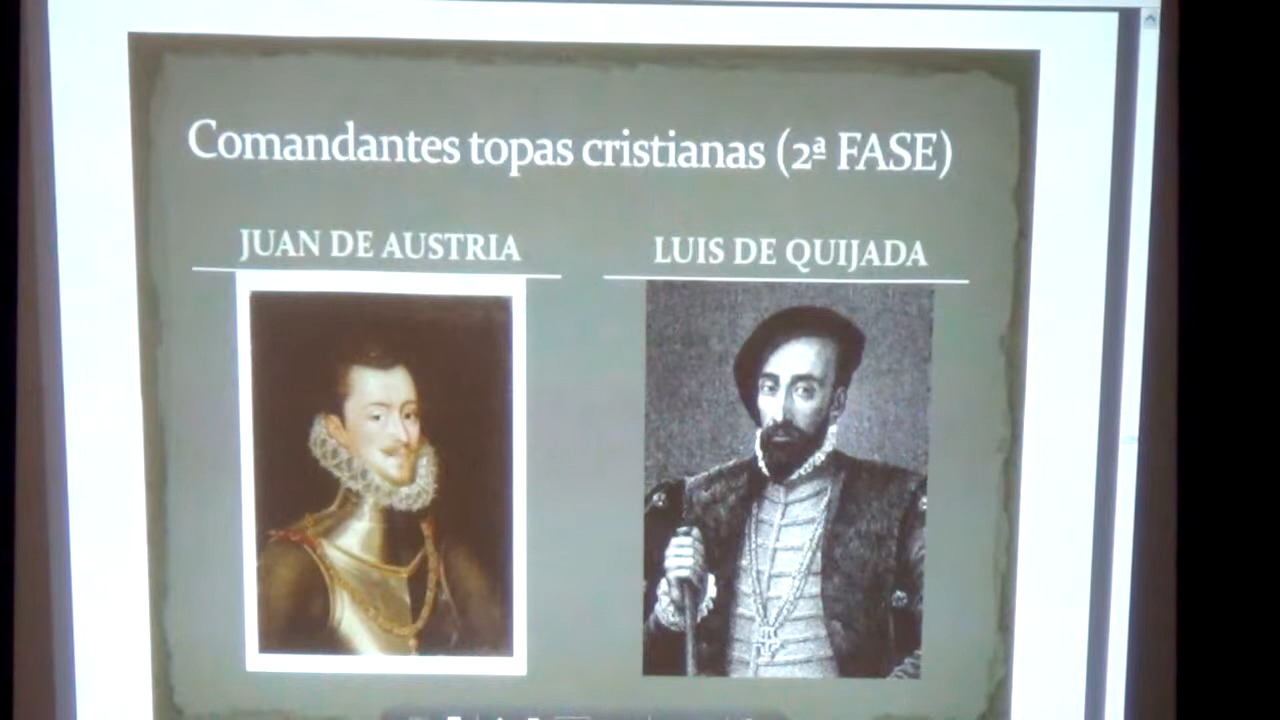 Comandantes topas cristianas (2ª FASE)
JUAN DE AUSTRIA
LUIS DE QUIJADA